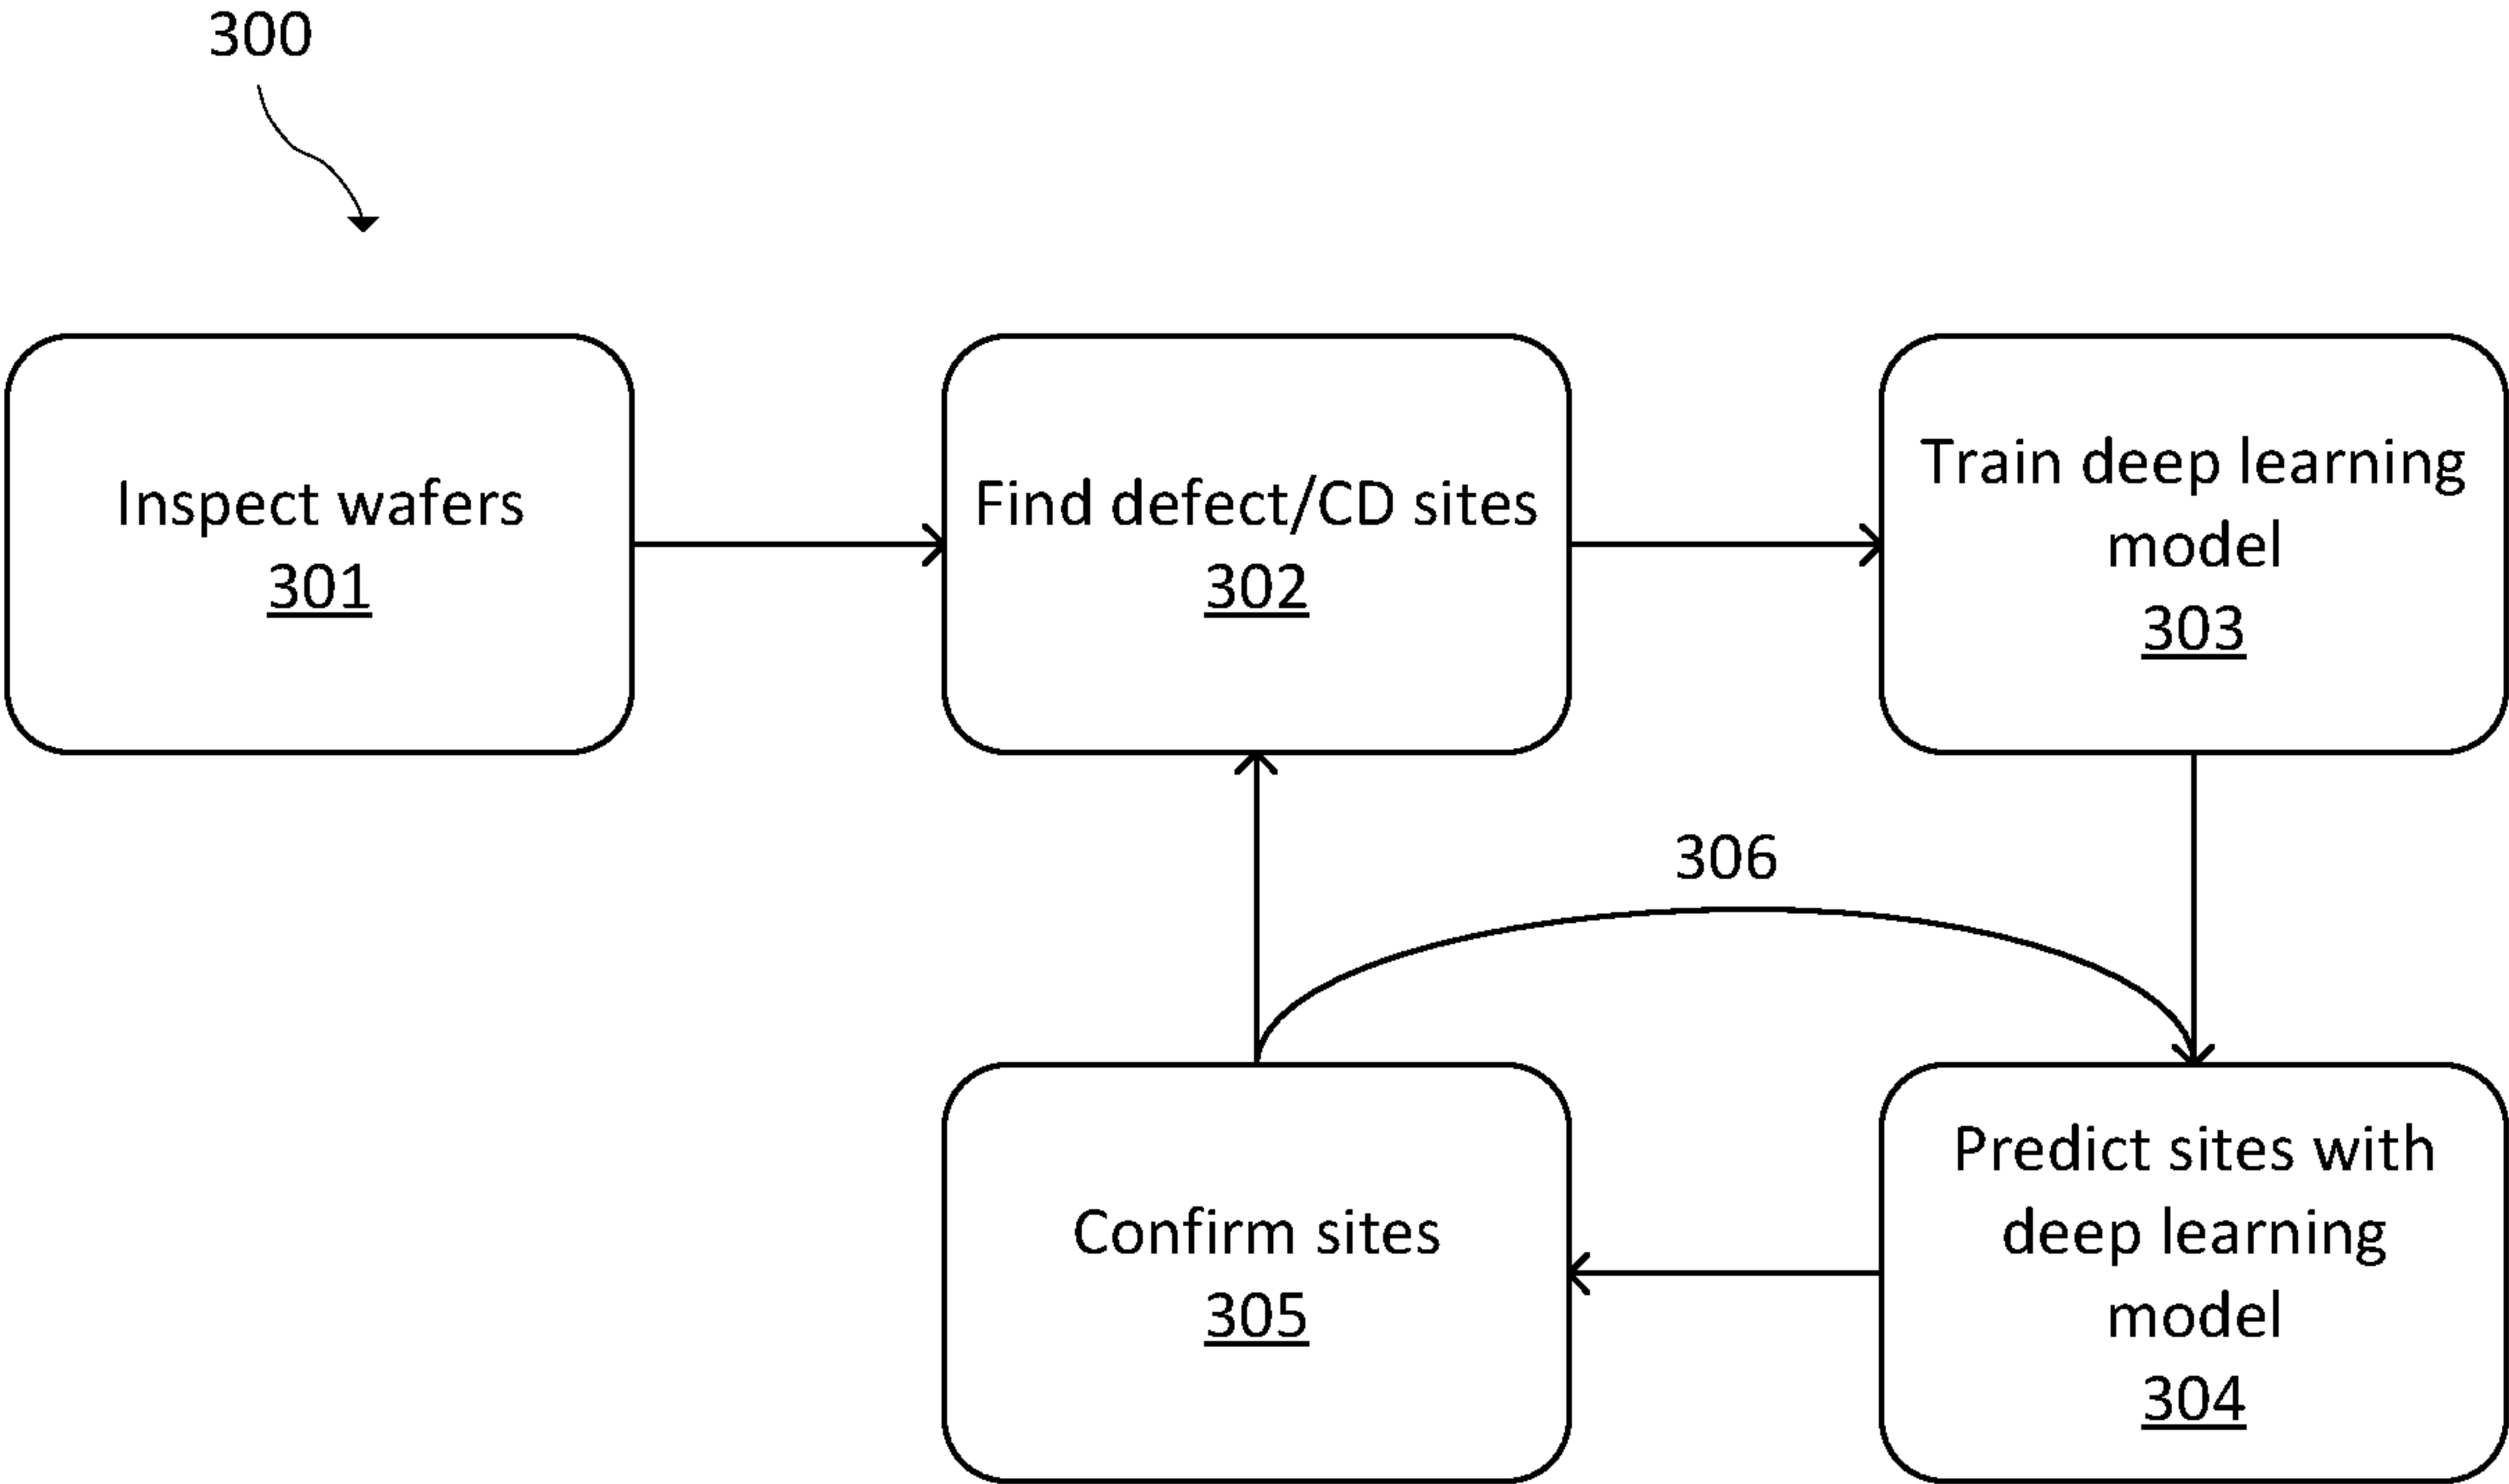 300
Inspect wafers
301
Find defect/CD sites
302
Train deep learning
model
303
306
Confirm sites
305
Predict sites with
deep learning
model
304